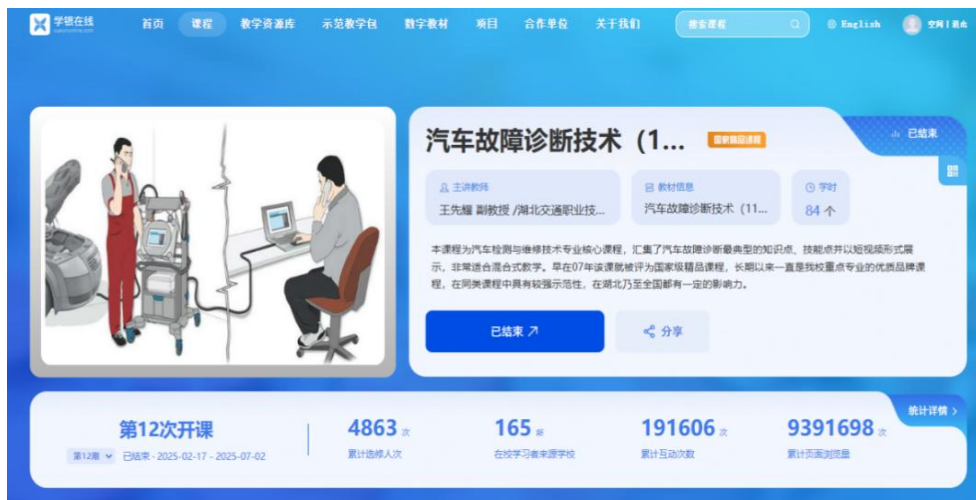 学银在线
首页 课程 教学资源库 示范教学包 数字教材 项目 合作单位 关于我们 搜索课程 English 空间 | 退出
汽车故障诊断技术（1... 国家精品课程
已结束
主讲教师
王先耀 副教授 /湖北交通职业技...
教材信息
汽车故障诊断技术（11...
学时
84 个
本课程为汽车检测与维修技术专业核心课程，汇集了汽车故障诊断最典型的知识点、技能点并以短视频形式展
示，非常适合混合式教学。早在07年该课就被评为国家级精品课程，长期以来一直是我校重点专业的优质品牌课
程，在同类课程中具有较强示范性，在湖北乃至全国都有一定的影响力。
已结束 分享
统计详情
第12次开课
第12期 已结束 - 2025-02-17 - 2025-07-02
4863 次
累计选修人次
165 所
在校学习者来源学校
191606 次
累计互动次数
9391698 次
累计页面浏览量